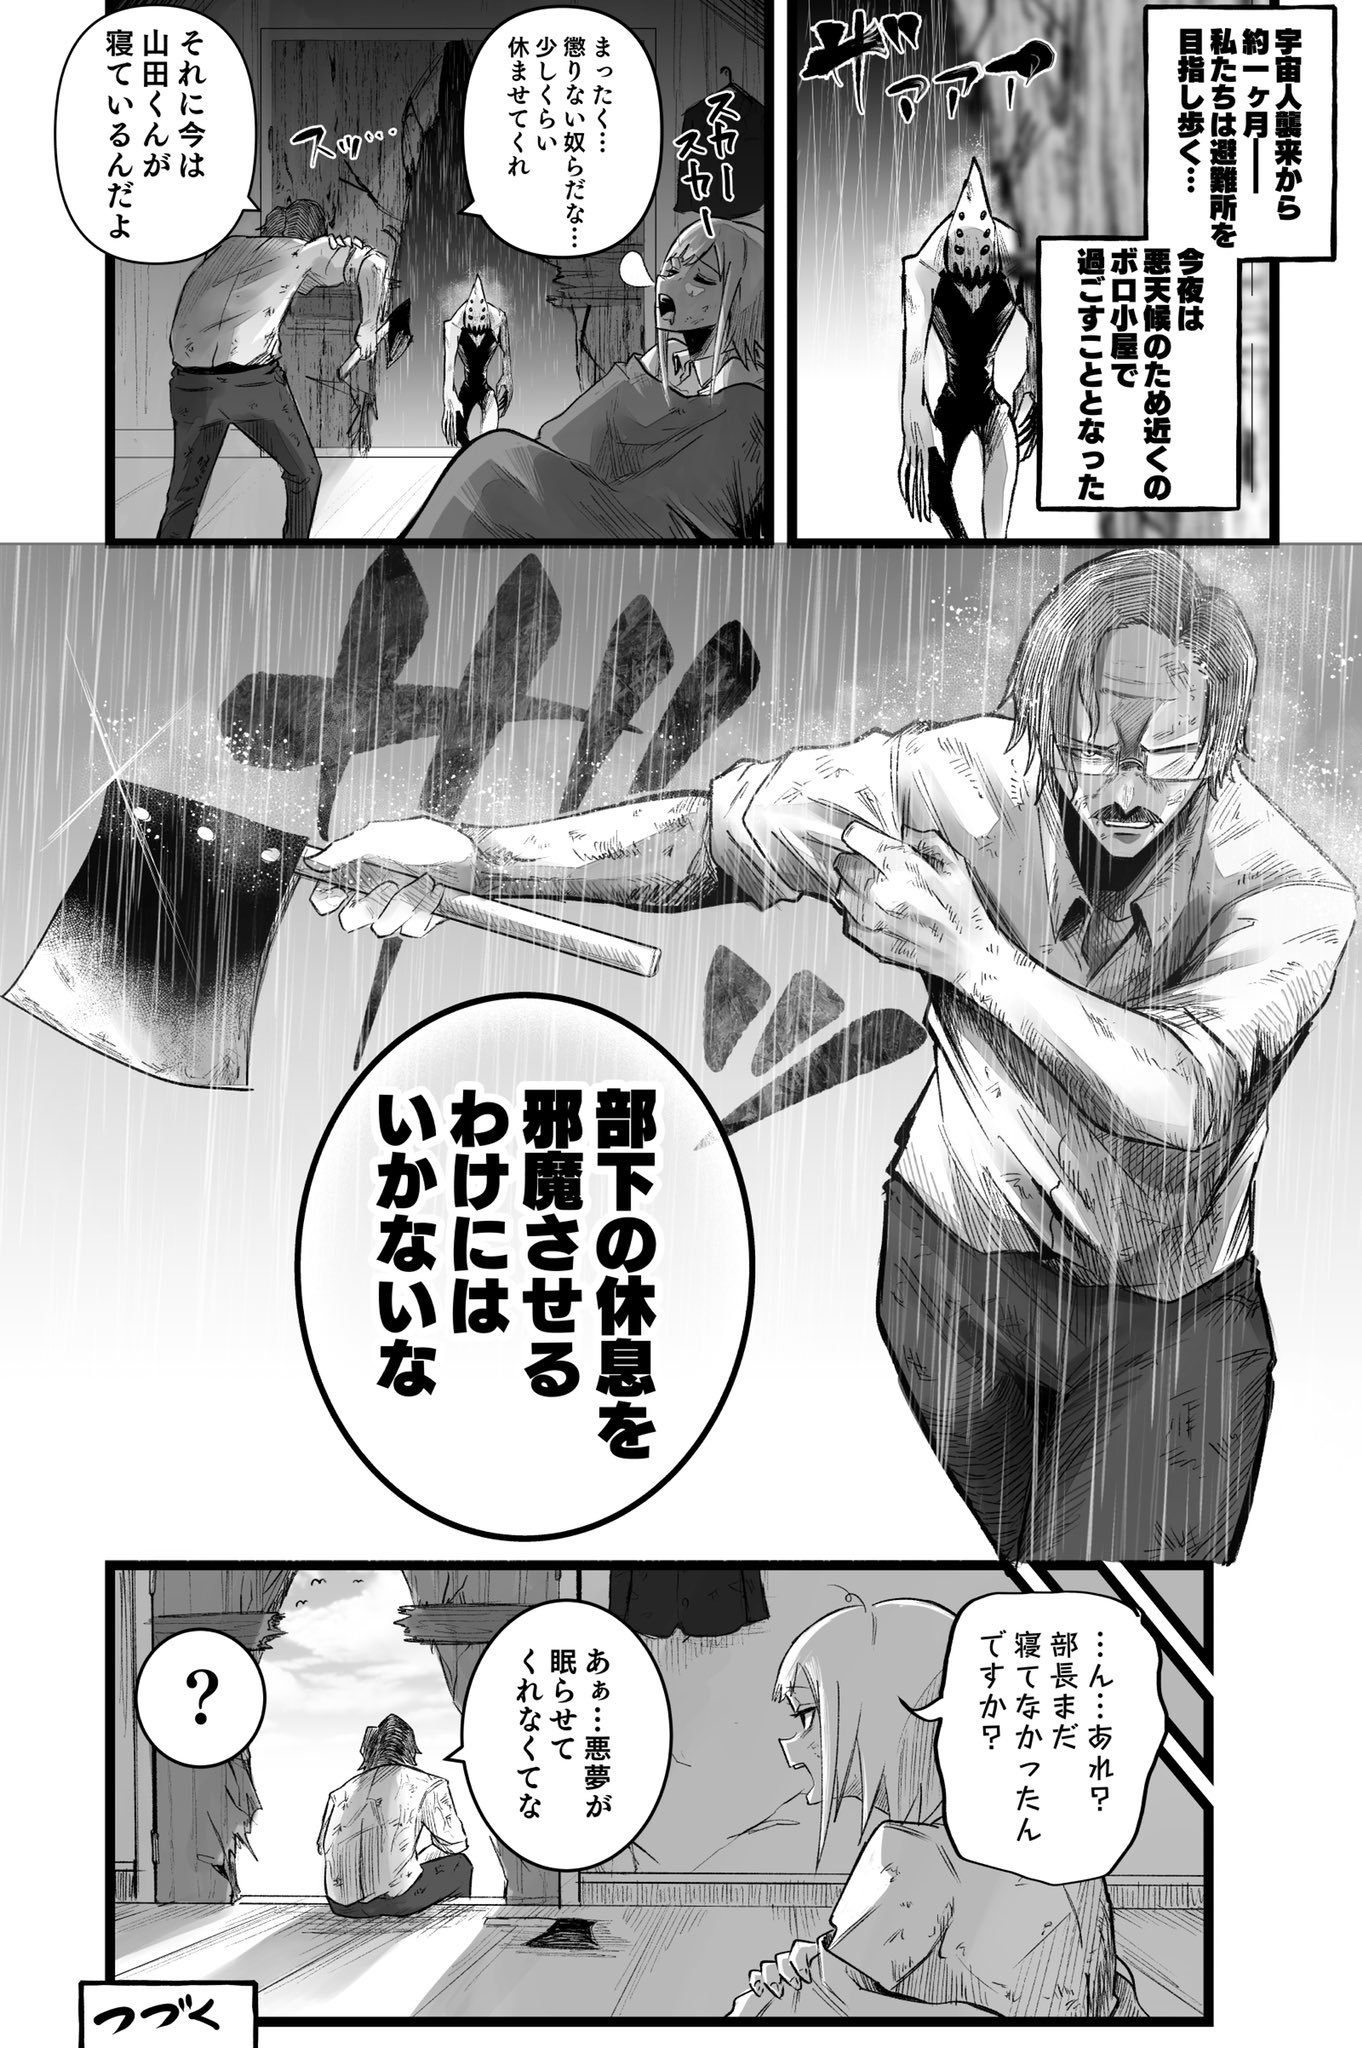 宇宙人襲来から
約一ヶ月――
私たちは避難所を
目指し歩く…
今夜は
悪天候のため近くの
ボロ小屋で
過ごすこととなった
ザァァァー
まったく…
懲りない奴らだな…
少しくらい
休ませてくれ
スカー
スカー
スッ…
それに今は
山田くんが
寝ているんだよ
ザンッ
部下の休息を
邪魔させる
わけには
いかないな
…ん…あれ?
部長まだ
寝てなかったん
ですか?
あぁ…悪夢が
眠らせて
くれなくてな
?
つづく